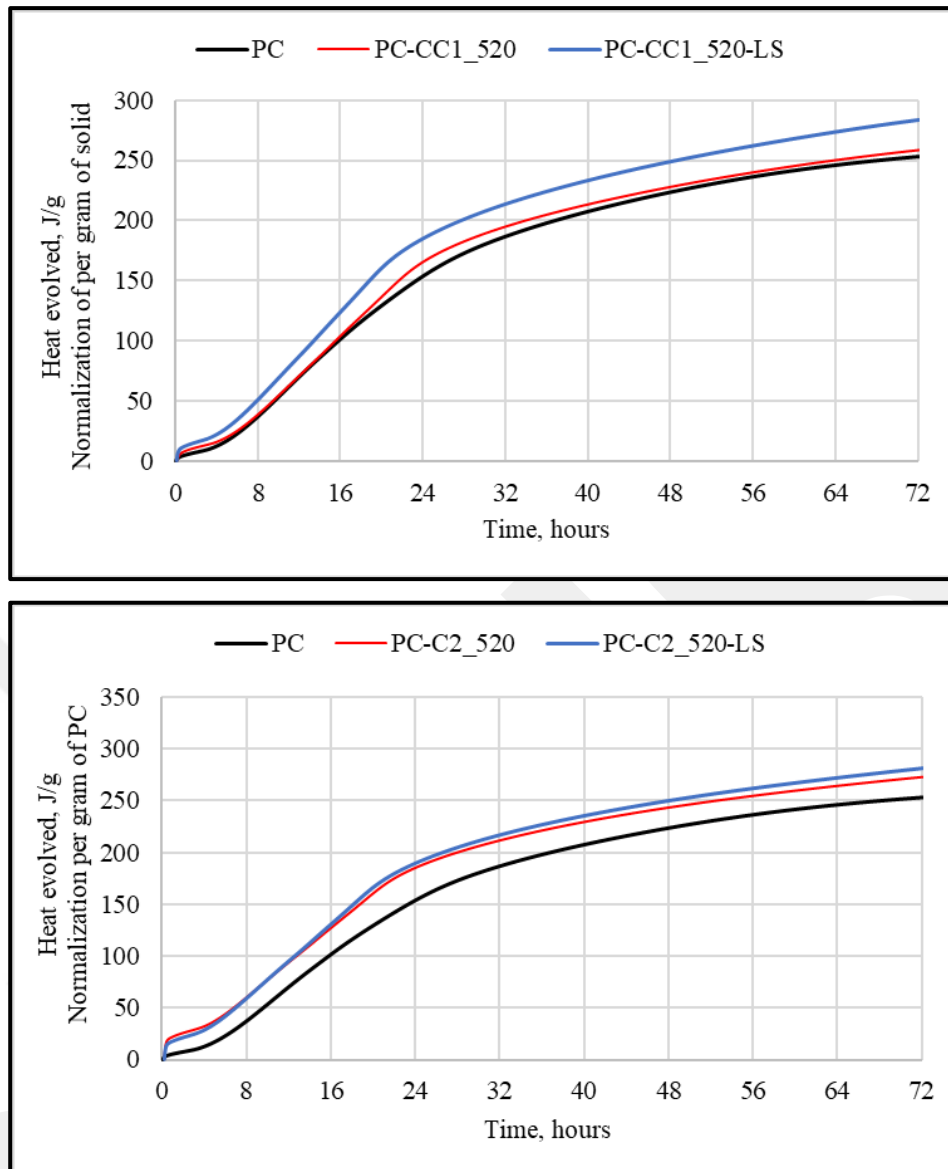 PC PC-CC1_520 PC-CC1_520-LS
Heat evolved, J/g
Normalization of per gram of solid
300
250
200
150
100
50
0
0 8 16 24 32 40 48 56 64 72
Time, hours
PC PC-C2_520 PC-C2_520-LS
Heat evolved, J/g
Normalization per gram of PC
350
300
250
200
150
100
50
0
0 8 16 24 32 40 48 56 64 72
Time, hours